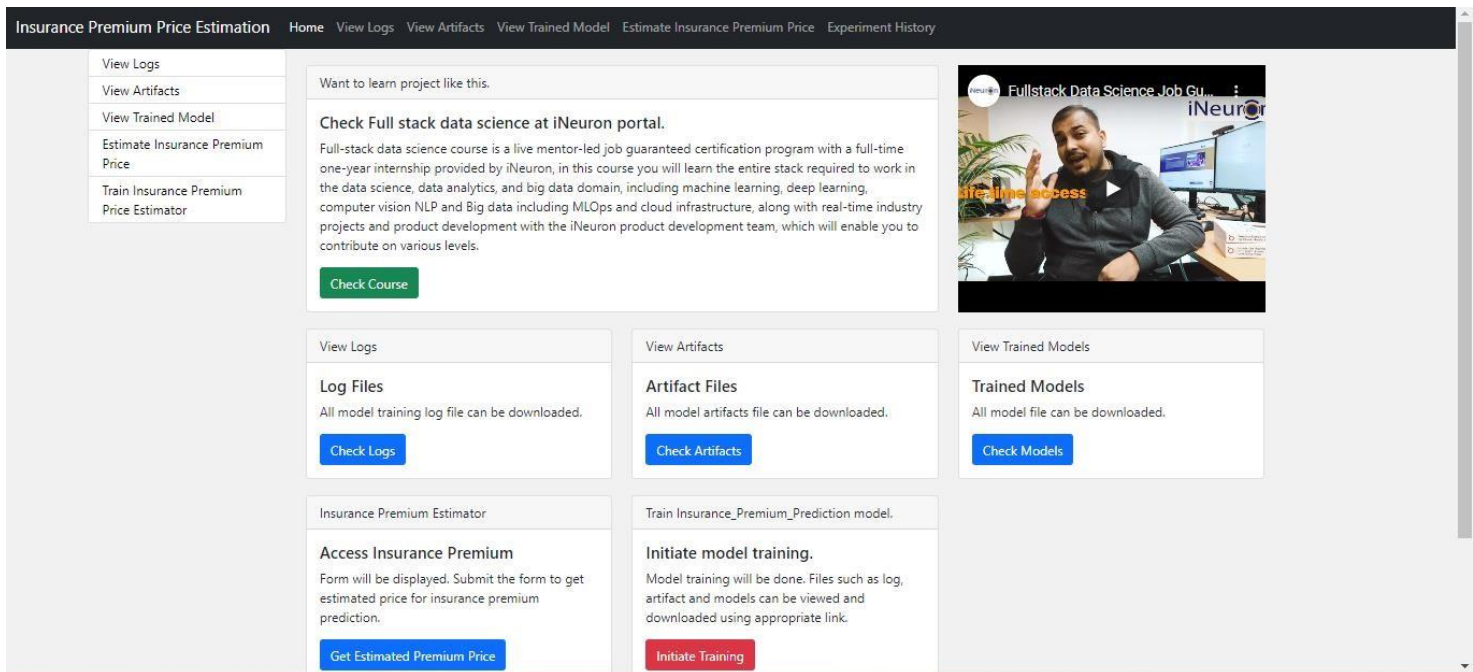 Insurance Premium Price Estimation Home View Logs View Artifacts View Trained Model Estimate Insurance Premium Price Experiment History
View Logs
View Artifacts
View Trained Model
Estimate Insurance Premium
Price
Train Insurance Premium
Price Estimator
Want to learn project like this.
Check Full stack data science at iNeuron portal.
Full-stack data science course is a live mentor-led job guaranteed certification program with a full-time
one-year internship provided by iNeuron, in this course you will learn the entire stack required to work in
the data science, data analytics, and big data domain, including machine learning, deep learning,
computer vision NLP and Big data including MLOps and cloud infrastructure, along with real-time industry
projects and product development with the iNeuron product development team, which will enable you to
contribute on various levels.
Check Course
Fullstack Data Science Job Gu...
iNeuron
life time access
View Logs
Log Files
All model training log file can be downloaded.
Check Logs
View Artifacts
Artifact Files
All model artifacts file can be downloaded.
Check Artifacts
View Trained Models
Trained Models
All model file can be downloaded.
Check Models
Insurance Premium Estimator
Access Insurance Premium
Form will be displayed. Submit the form to get
estimated price for insurance premium
prediction.
Get Estimated Premium Price
Train Insurance_Premium_Prediction model.
Initiate model training.
Model training will be done. Files such as log,
artifact and models can be viewed and
downloaded using appropriate link.
Initiate Training